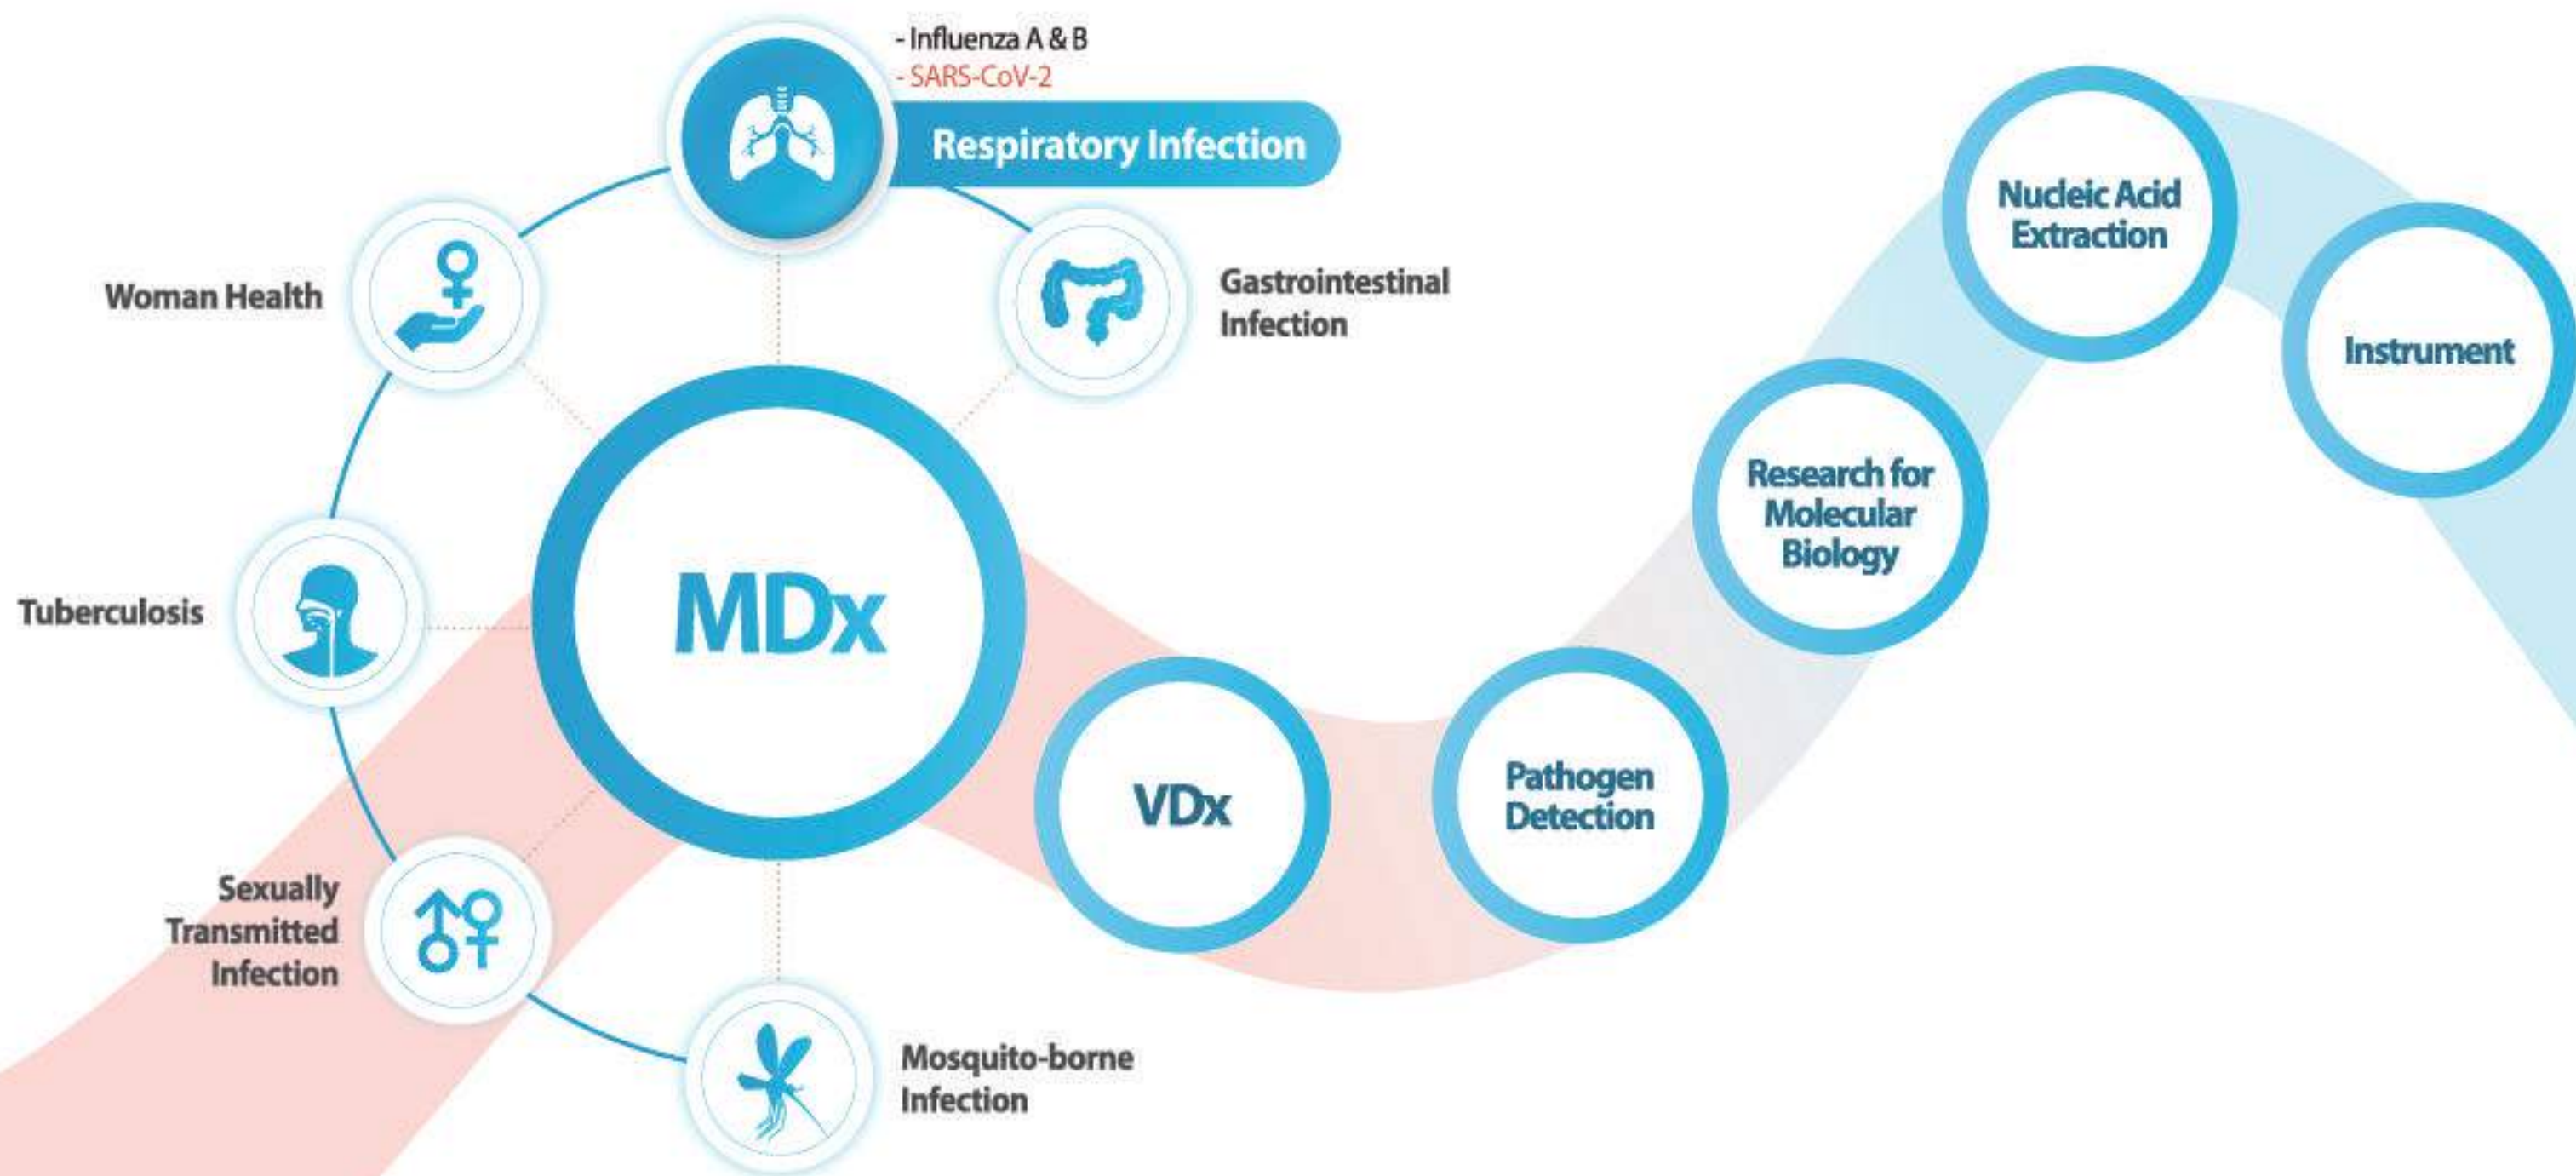 - Influenza A & B
- SARS-CoV-2
Respiratory Infection
Gastrointestinal
Infection
Woman Health
Tuberculosis
Sexually
Transmitted
Infection
Mosquito-borne
Infection
MDx
VDx
Pathogen
Detection
Research for
Molecular
Biology
Nucleic Acid
Extraction
Instrument